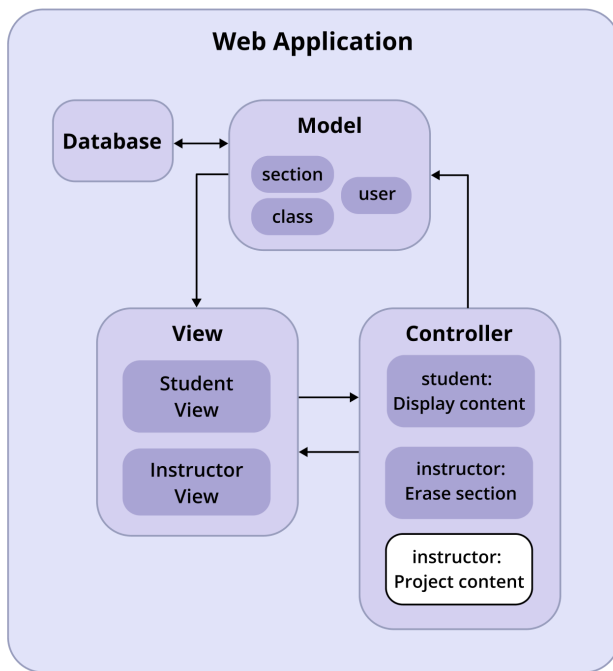 Web Application
Database
Model
section
class
user
View
Student
View
Instructor
View
Controller
student:
Display content
instructor:
Erase section
instructor:
Project content